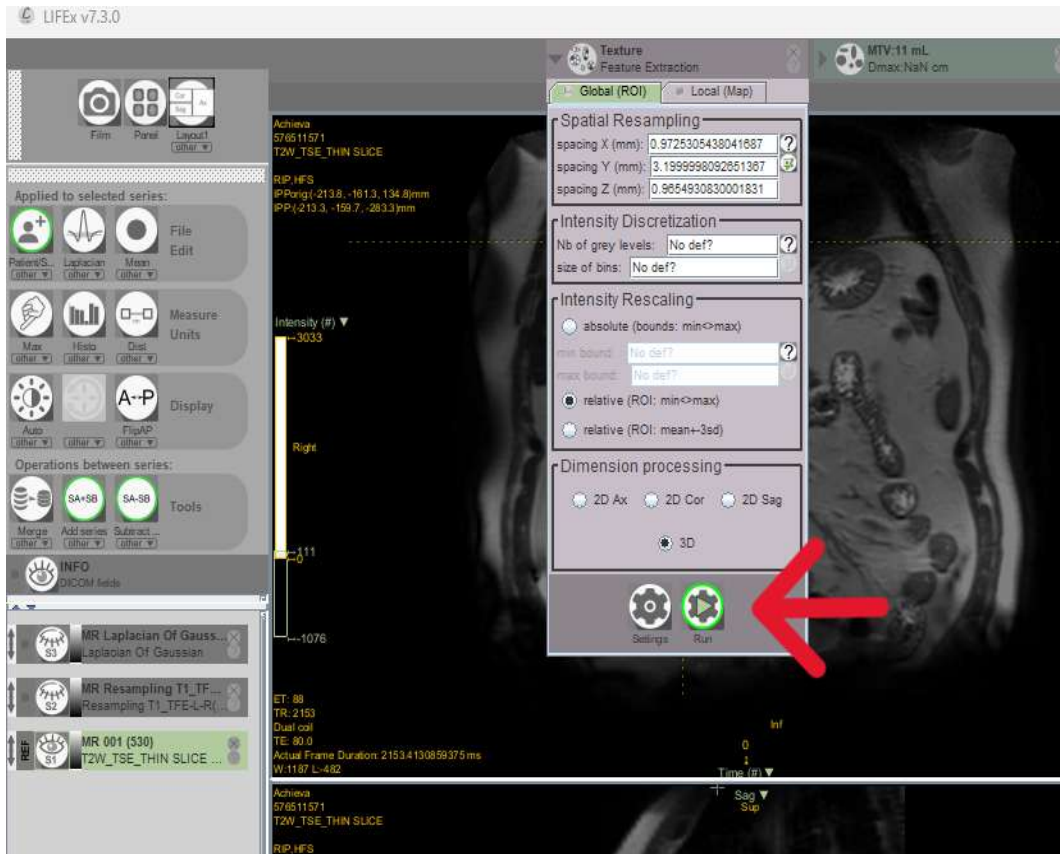 LIFEx v7.3.0
Film
Panel
Layout1
other ▼
Applied to selected series:
Patient/S...
Laplacian
Mean
File
Edit
other ▼
other ▼
other ▼
Max
Histo
Dist
Measure
Units
other ▼
other ▼
other ▼
Auto
A↔P
FlipAP
Display
other ▼
other ▼
other ▼
Operations between series:
SA+SB
SA-SB
Merge
Add series
Subtract ...
Tools
other ▼
other ▼
other ▼
INFO
DICOM fields
S3
MR Laplacian Of Gauss...
Laplacian Of Gaussian
S2
MR Resampling T1_TF...
Resampling T1_TFE-L-R(...
REF
S1
MR 001 (530)
T2W_TSE_THIN SLICE ...
Achieva
576511571
T2W_TSE_THIN SLICE
RIP,HFS
IPPorig:(-213.8, -161.3, 134.8)mm
IPP:(-213.3, -159.7, -283.3)mm
Intensity (#) ▼
3033
Right
111
0
-1076
ET: 88
TR: 2153
Dual coil
TE: 80.0
Actual Frame Duration: 2153.4130859375 ms
W:1187 L:-482
Texture
Feature Extraction
MTV:11 mL
Dmax:NaN cm
Global (ROI)
Local (Map)
Spatial Resampling
spacing X (mm): 0.9725305438041687 ?
spacing Y (mm): 3.1999998092651367
spacing Z (mm): 0.9654930830001831
Intensity Discretization
Nb of grey levels: No def? ?
size of bins: No def?
Intensity Rescaling
absolute (bounds: min<>max)
min bound: No def? ?
max bound: No def?
relative (ROI: min<>max)
relative (ROI: mean+-3sd)
Dimension processing
2D Ax
2D Cor
2D Sag
3D
Settings
Run
Inf
0
1
Time (#) ▼
Sag ▼
Sup
Achieva
576511571
T2W_TSE_THIN SLICE
RIP,HFS